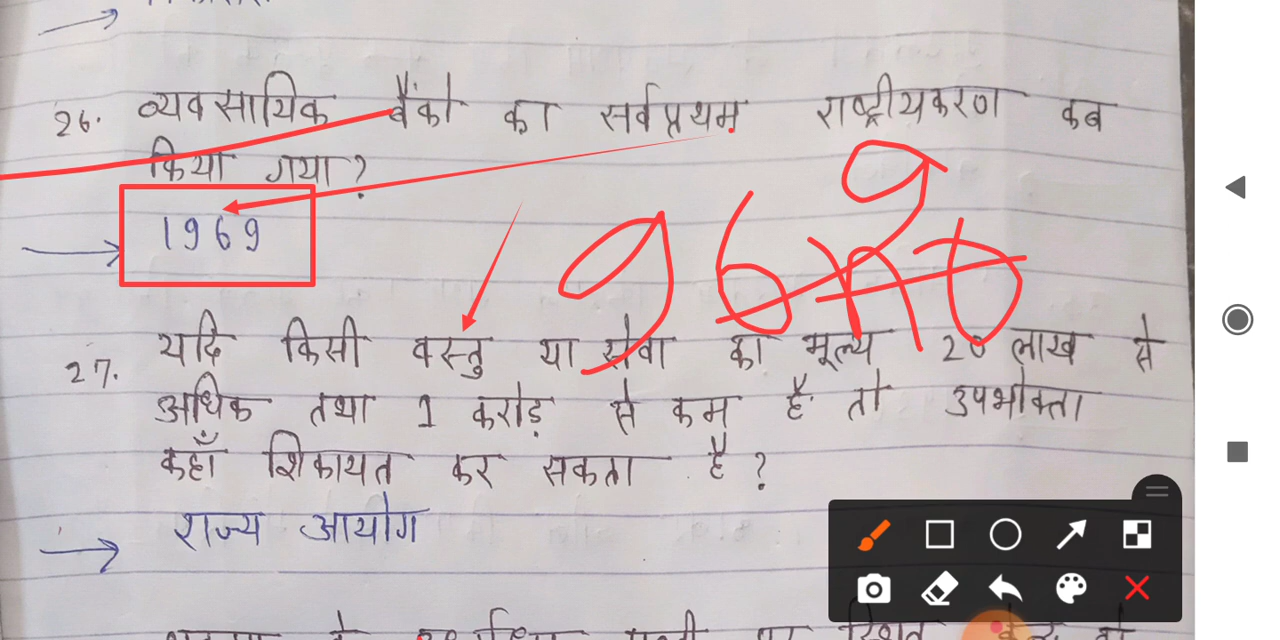 26. व्यवसायिक बैंको का सर्वप्रथम राष्ट्रीयकरण कब
किया गया?
1969
27. यदि किसी वस्तु या सेवा का मूल्य 20 लाख से
अधिक तथा 1 करोड़ से कम है तो उपभोक्ता
कहाँ शिकायत कर सकता है?
राज्य आयोग